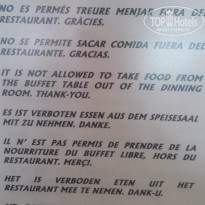 NO ES PERMÉS TREURE MENJAR FORA DEL
RESTAURANT. GRÀCIES.
NO SE PERMITE SACAR COMIDA FUERA DEL
RESTAURANTE. GRACIAS.
IT IS NOT ALLOWED TO TAKE FOOD FROM
THE BUFFET TABLE OUT OF THE DINNING
ROOM. THANK-YOU.
ES IST VERBOTEN ESSEN AUS DEM SPEISESAAL
MIT ZU NEHMEN. DANKE.
IL N' EST PAS PERMIS DE PRENDE DE LA
NOURRITURE DU BUFFET LIBRE, HORS DU
RESTAURANT. MERÇI.
HET IS VERBODEN ETEN UIT HET
RESTAURANT MEE TE NEMEN. DANK-U.